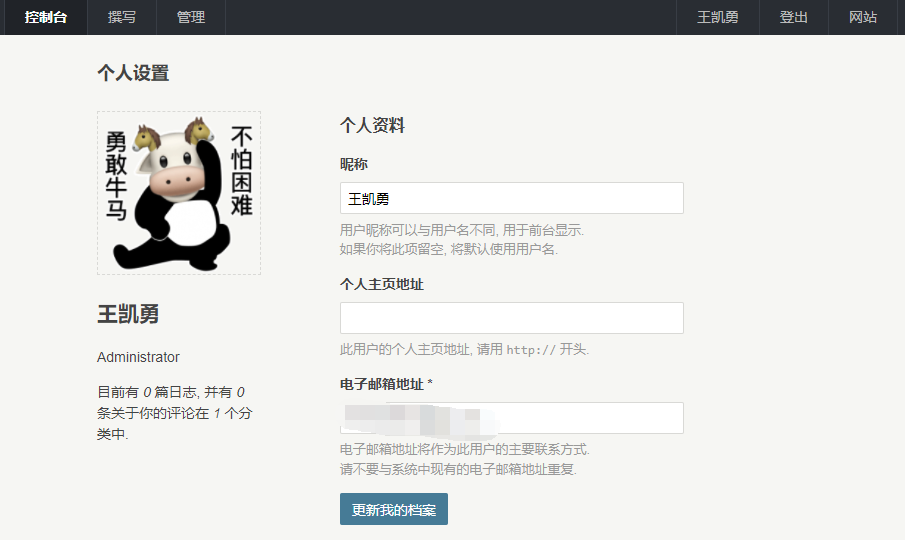 控制台 撰写 管理 王凯勇 登出 网站
个人设置
勇敢牛马
不怕困难
王凯勇
Administrator
目前有 0 篇日志, 并有 0
条关于你的评论在 1 个分
类中.
个人资料
昵称
王凯勇
用户昵称可以与用户名不同, 用于前台显示.
如果你将此项留空, 将默认使用用户名.
个人主页地址
此用户的个人主页地址, 请用 http:// 开头.
电子邮箱地址 *
电子邮箱地址将作为此用户的主要联系方式.
请不要与系统中现有的电子邮箱地址重复.
更新我的档案